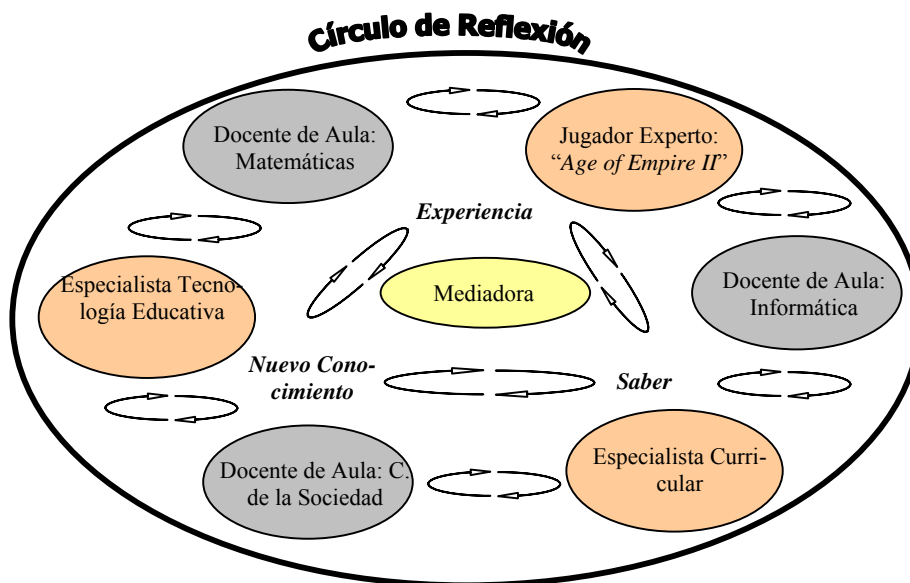 Círculo de Reflexión
Docente de Aula:
Matemáticas
Jugador Experto:
“Age of Empire II”
Experiencia
Especialista Tecno-
logía Educativa
Mediadora
Docente de Aula:
Informática
Nuevo Cono-
cimiento
Saber
Docente de Aula: C.
de la Sociedad
Especialista Curri-
cular